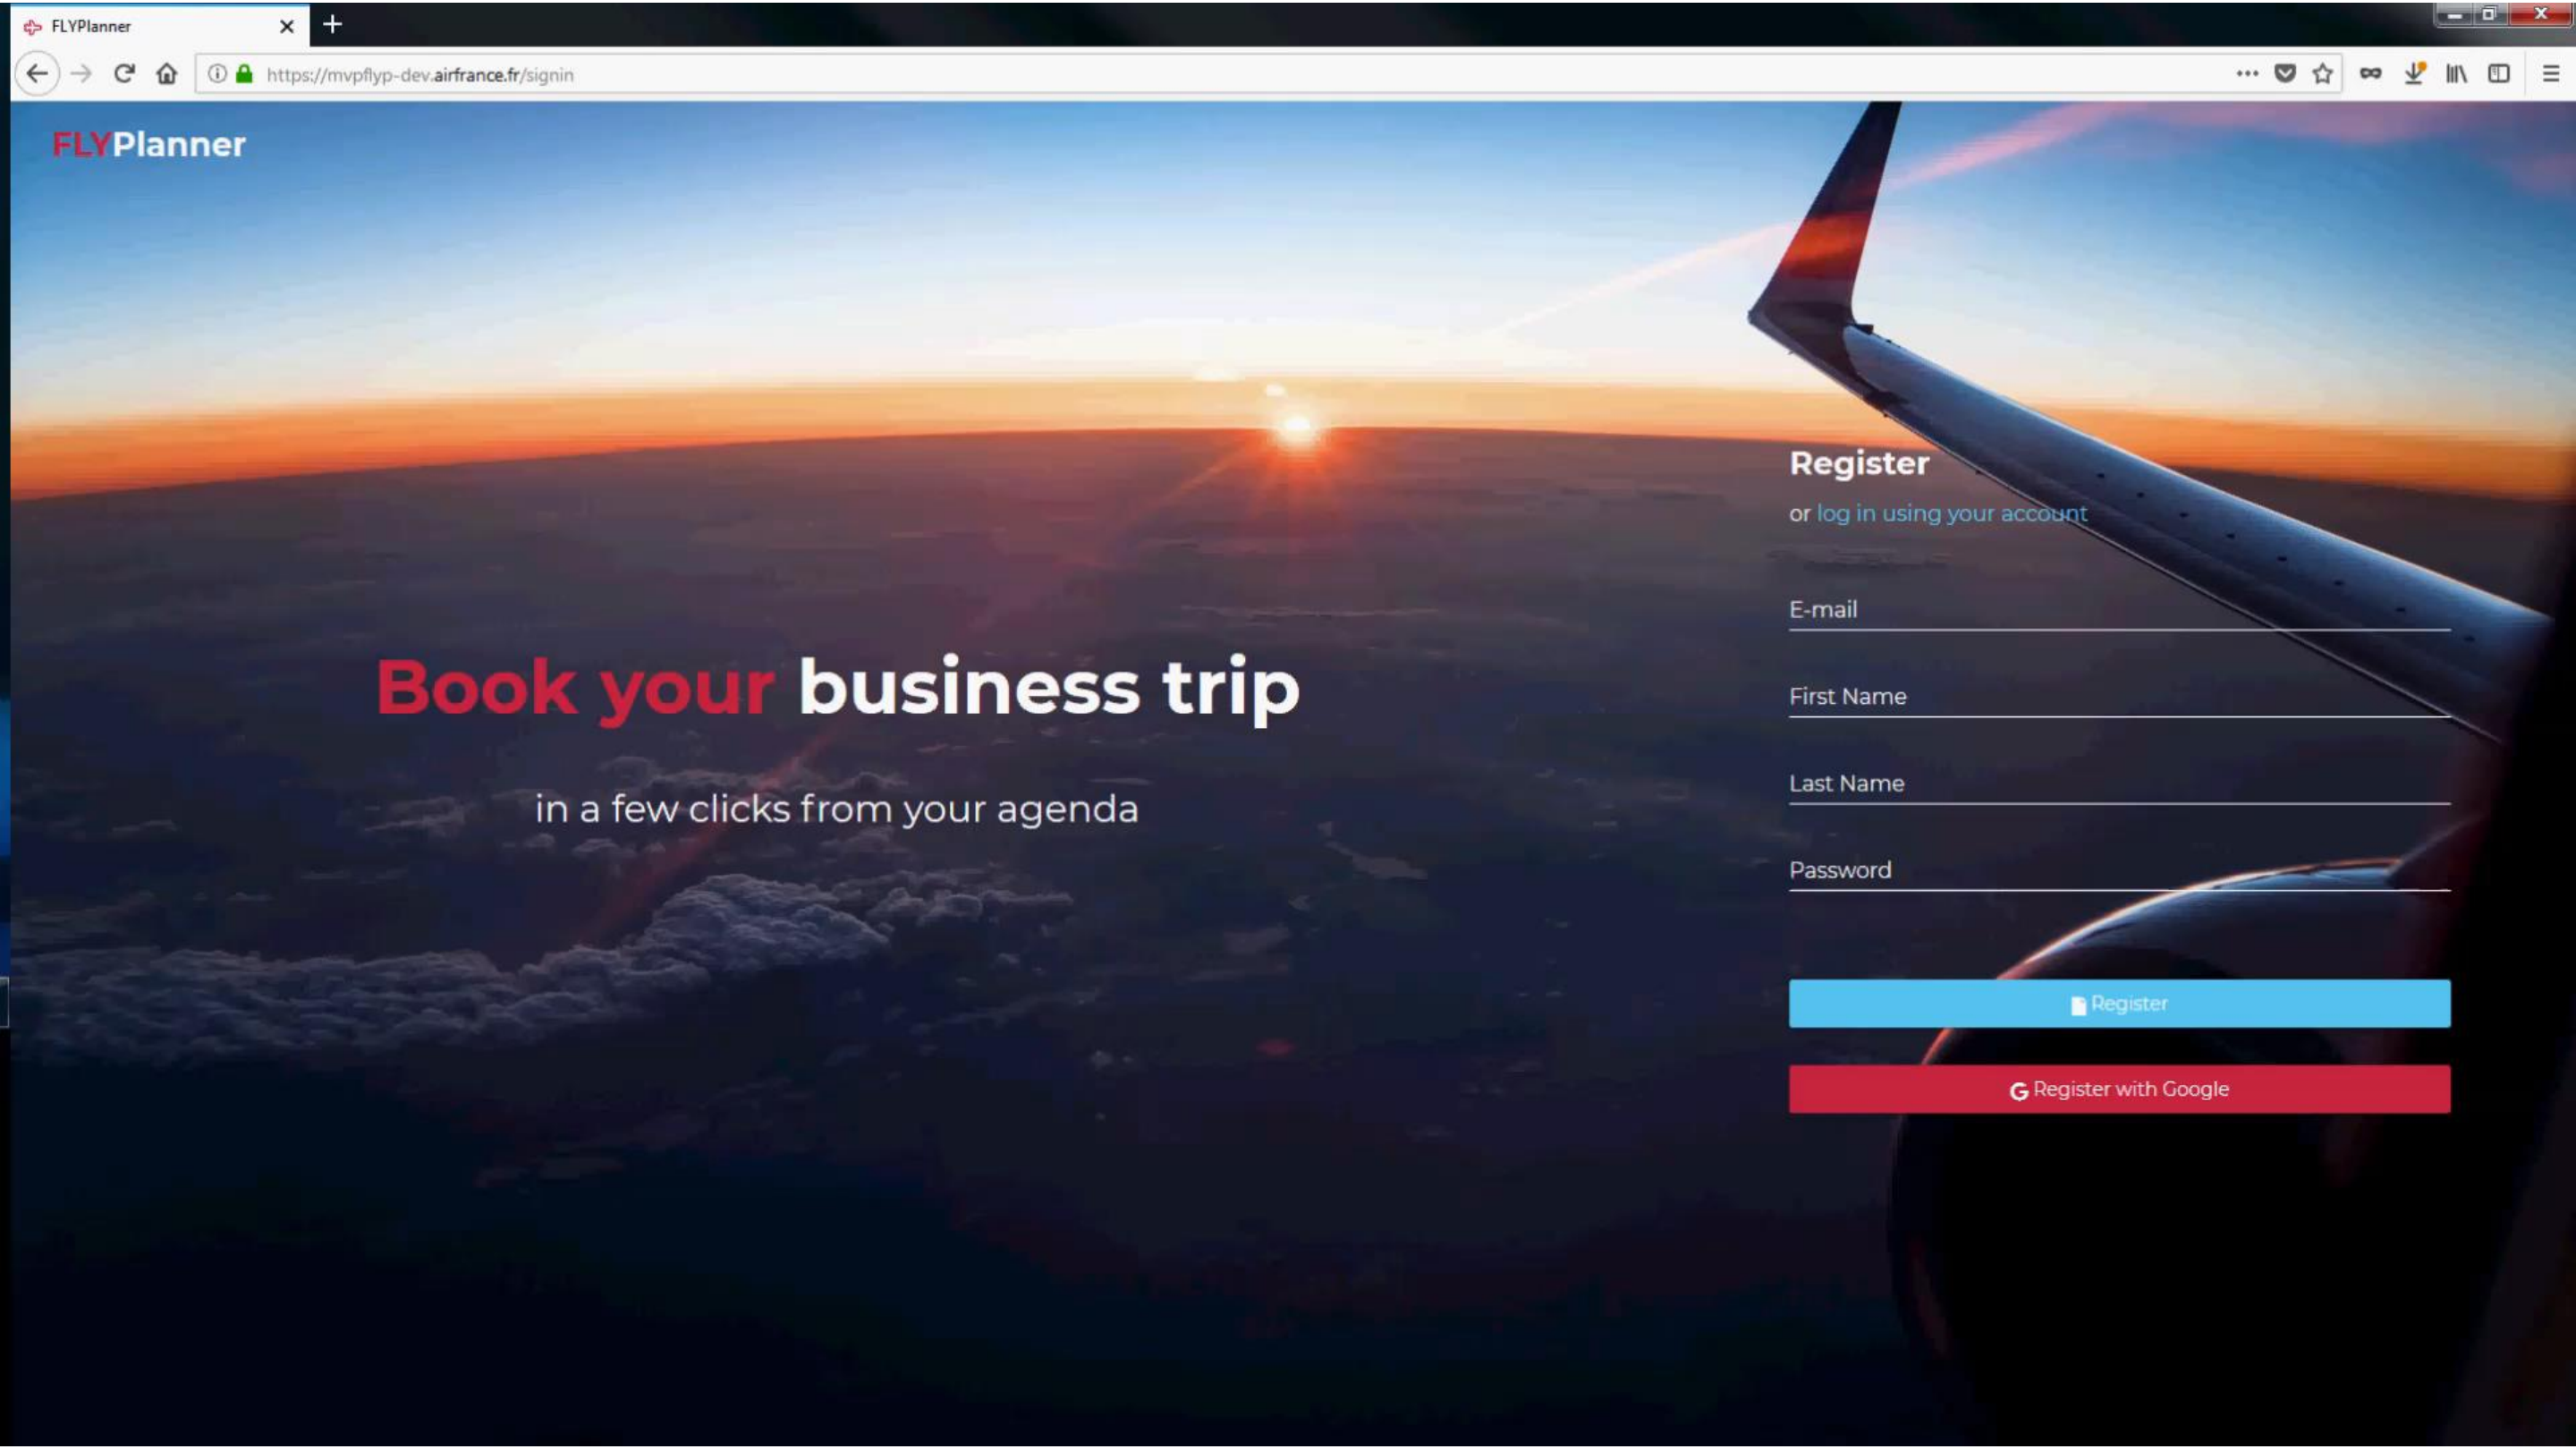 FLYPlanner
https://mvpflyp-dev.airfrance.fr/signin
FLYPlanner
Register
or log in using your account
E-mail
First Name
Book your business trip
Last Name
in a few clicks from your agenda
Password
Register
G Register with Google